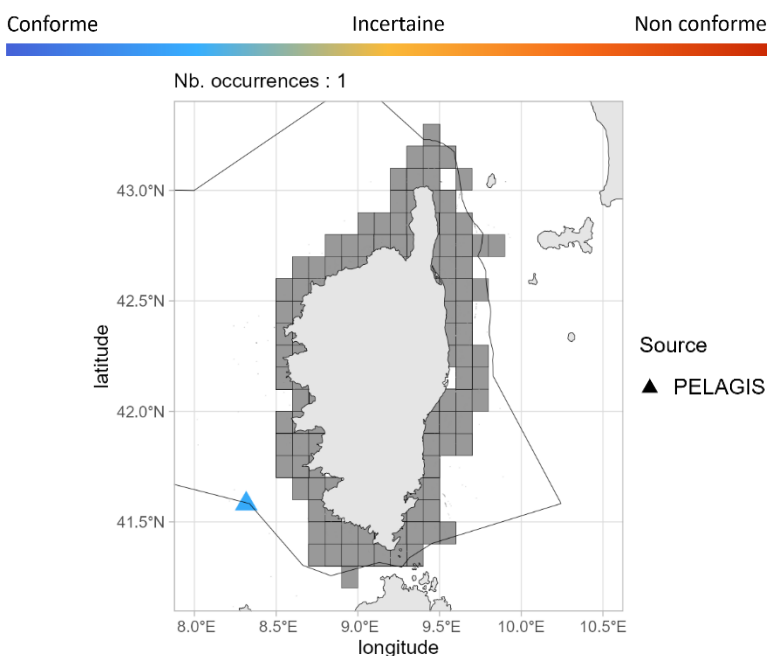 Conforme Incertaine Non conforme
Nb. occurrences : 1
43.0°N
42.5°N
42.0°N
41.5°N
latitude
8.0°E 8.5°E 9.0°E 9.5°E 10.0°E 10.5°E
longitude
Source
PELAGIS